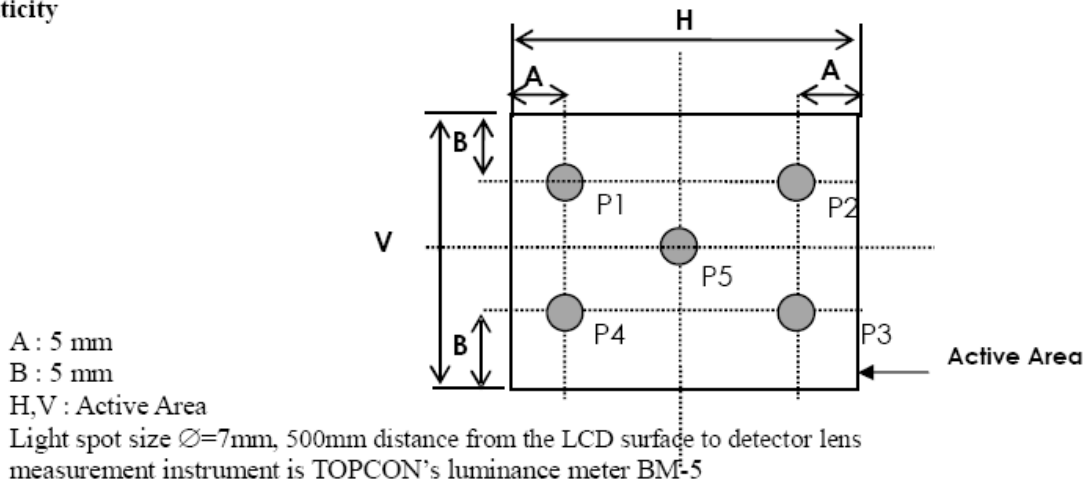 ticity
H
A A
B
P1 P2
V
P5
B P4 P3
Active Area
A : 5 mm
B : 5 mm
H,V : Active Area
Light spot size ∅=7mm, 500mm distance from the LCD surface to detector lens
measurement instrument is TOPCON's luminance meter BM-5